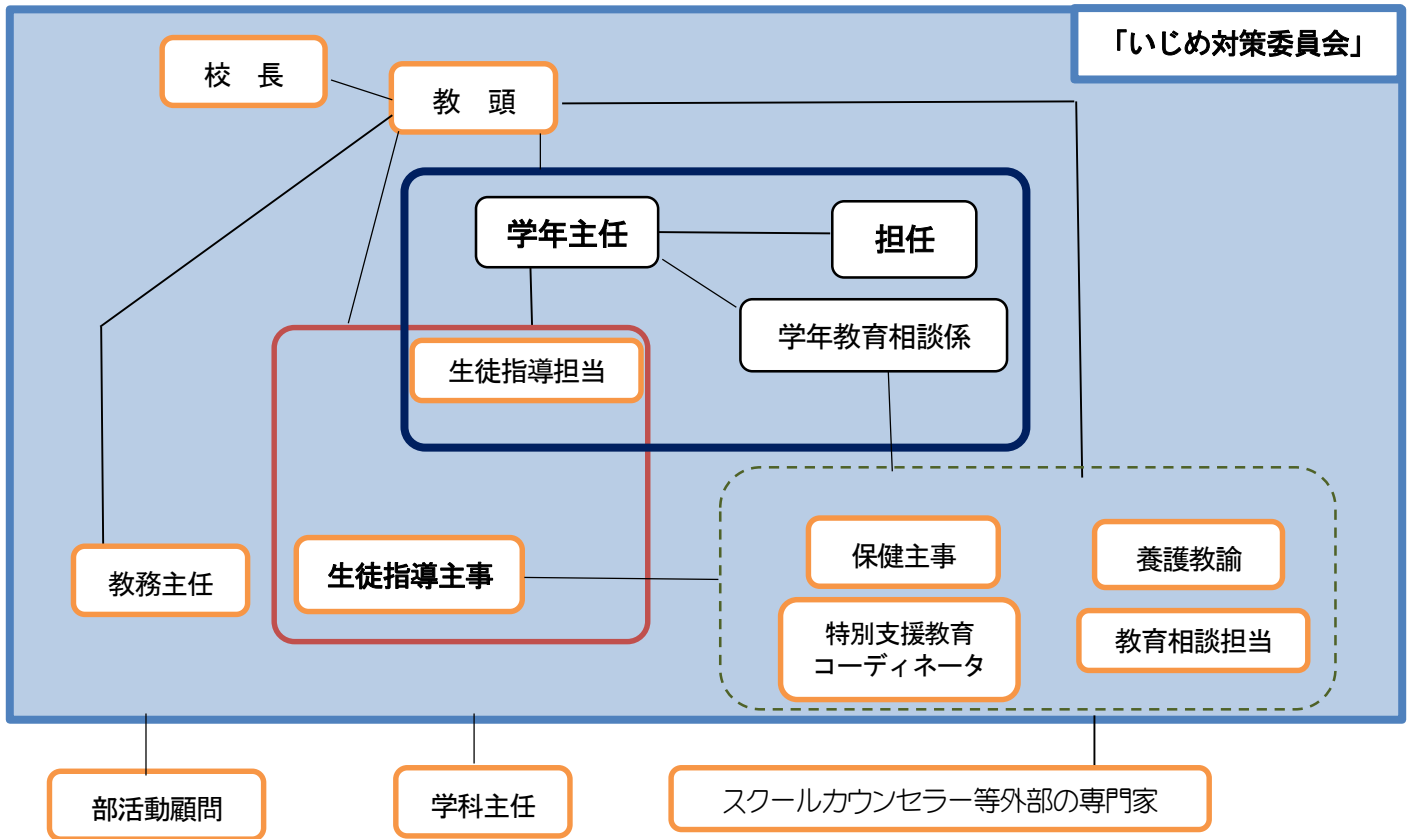 「いじめ対策委員会」
校　長
教　頭
学年主任
担任
学年教育相談係
生徒指導担当
教務主任
生徒指導主事
保健主事
養護教諭
特別支援教育
コーディネータ
教育相談担当
部活動顧問
学科主任
スクールカウンセラー等外部の専門家